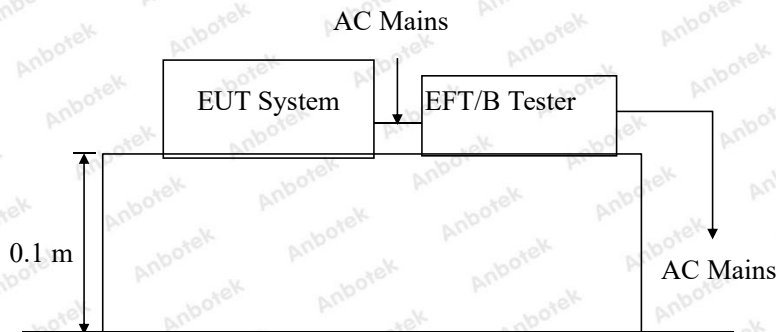 AC Mains
EUT System
EFT/B Tester
0.1 m
AC Mains